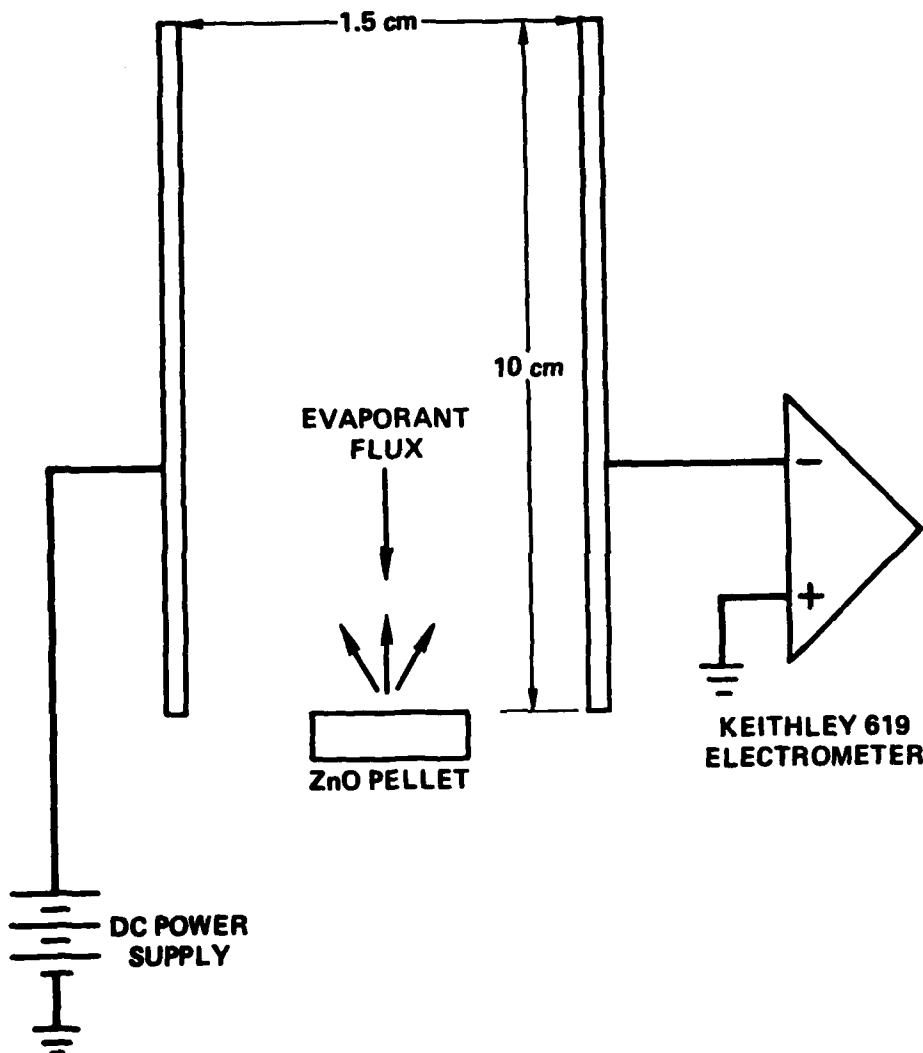 1.5 cm
10 cm
EVAPORANT
FLUX
−
+
KEITHLEY 619
ELECTROMETER
ZnO PELLET
DC POWER
SUPPLY